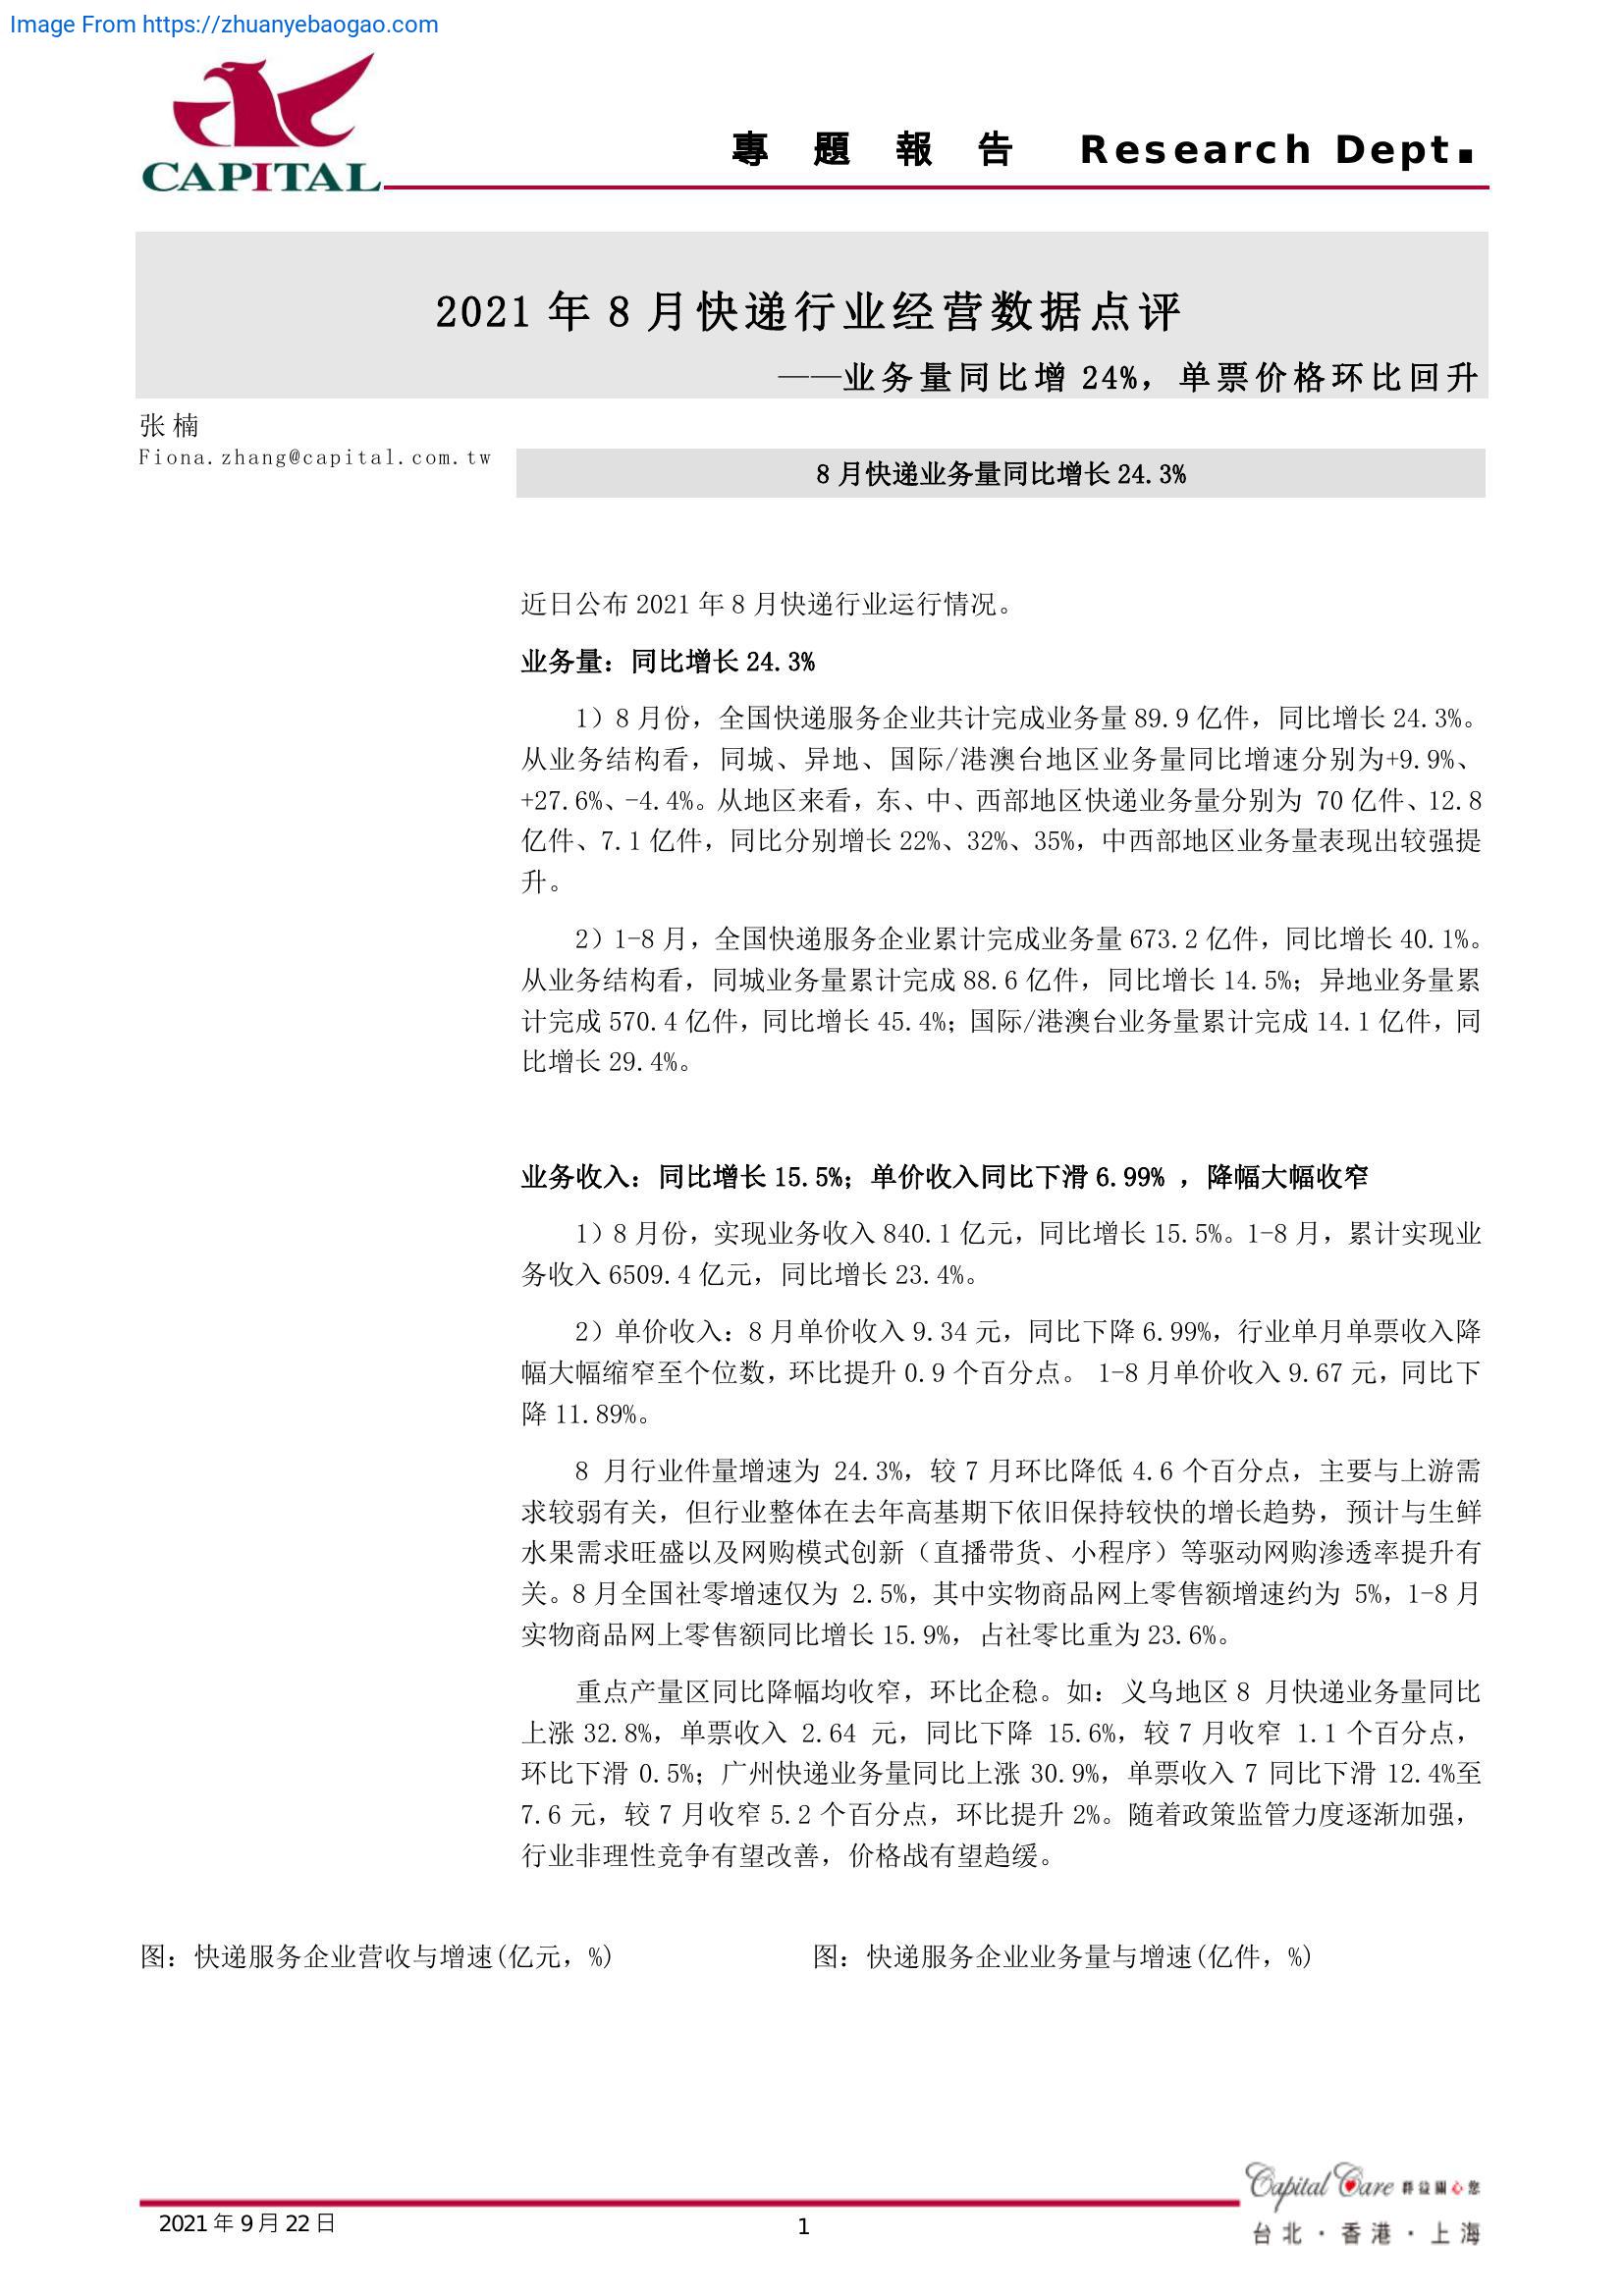 Image From https://zhuanyebaogao.com
CAPITAL
專 題 報 告 Research Dept.
2021 年 8 月快递行业经营数据点评
——业务量同比增 24%，单票价格环比回升
张 楠
Fiona.zhang@capital.com.tw
8 月快递业务量同比增长 24.3%
近日公布 2021 年 8 月快递行业运行情况。
业务量：同比增长 24.3%
1）8 月份，全国快递服务企业共计完成业务量 89.9 亿件，同比增长 24.3%。
从业务结构看，同城、异地、国际/港澳台地区业务量同比增速分别为+9.9%、
+27.6%、-4.4%。从地区来看，东、中、西部地区快递业务量分别为 70 亿件、12.8
亿件、7.1 亿件，同比分别增长 22%、32%、35%，中西部地区业务量表现出较强提
升。
2）1-8 月，全国快递服务企业累计完成业务量 673.2 亿件，同比增长 40.1%。
从业务结构看，同城业务量累计完成 88.6 亿件，同比增长 14.5%；异地业务量累
计完成 570.4 亿件，同比增长 45.4%；国际/港澳台业务量累计完成 14.1 亿件，同
比增长 29.4%。
业务收入：同比增长 15.5%；单价收入同比下滑 6.99% ，降幅大幅收窄
1）8 月份，实现业务收入 840.1 亿元，同比增长 15.5%。1-8 月，累计实现业
务收入 6509.4 亿元，同比增长 23.4%。
2）单价收入：8 月单价收入 9.34 元，同比下降 6.99%，行业单月单票收入降
幅大幅缩窄至个位数，环比提升 0.9 个百分点。 1-8 月单价收入 9.67 元，同比下
降 11.89%。
8 月行业件量增速为 24.3%，较 7 月环比降低 4.6 个百分点，主要与上游需
求较弱有关，但行业整体在去年高基期下依旧保持较快的增长趋势，预计与生鲜
水果需求旺盛以及网购模式创新（直播带货、小程序）等驱动网购渗透率提升有
关。8 月全国社零增速仅为 2.5%，其中实物商品网上零售额增速约为 5%，1-8 月
实物商品网上零售额同比增长 15.9%，占社零比重为 23.6%。
重点产量区同比降幅均收窄，环比企稳。如：义乌地区 8 月快递业务量同比
上涨 32.8%，单票收入 2.64 元，同比下降 15.6%，较 7 月收窄 1.1 个百分点，
环比下滑 0.5%；广州快递业务量同比上涨 30.9%，单票收入 7 同比下滑 12.4%至
7.6 元，较 7 月收窄 5.2 个百分点，环比提升 2%。随着政策监管力度逐渐加强，
行业非理性竞争有望改善，价格战有望趋缓。
图：快递服务企业营收与增速(亿元，%)
图：快递服务企业业务量与增速(亿件，%)
Capital Care 群益關心您
台北·香港·上海
2021 年 9 月 22 日
1